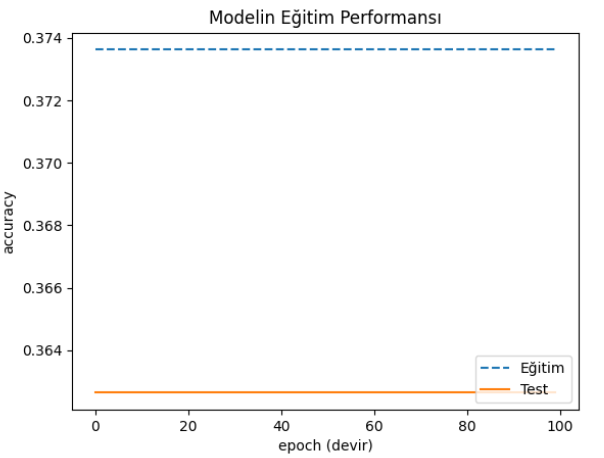 Modelin Eğitim Performansı
0.374
0.372
0.370
0.368
0.366
0.364
accuracy
Eğitim
Test
0 20 40 60 80 100
epoch (devir)